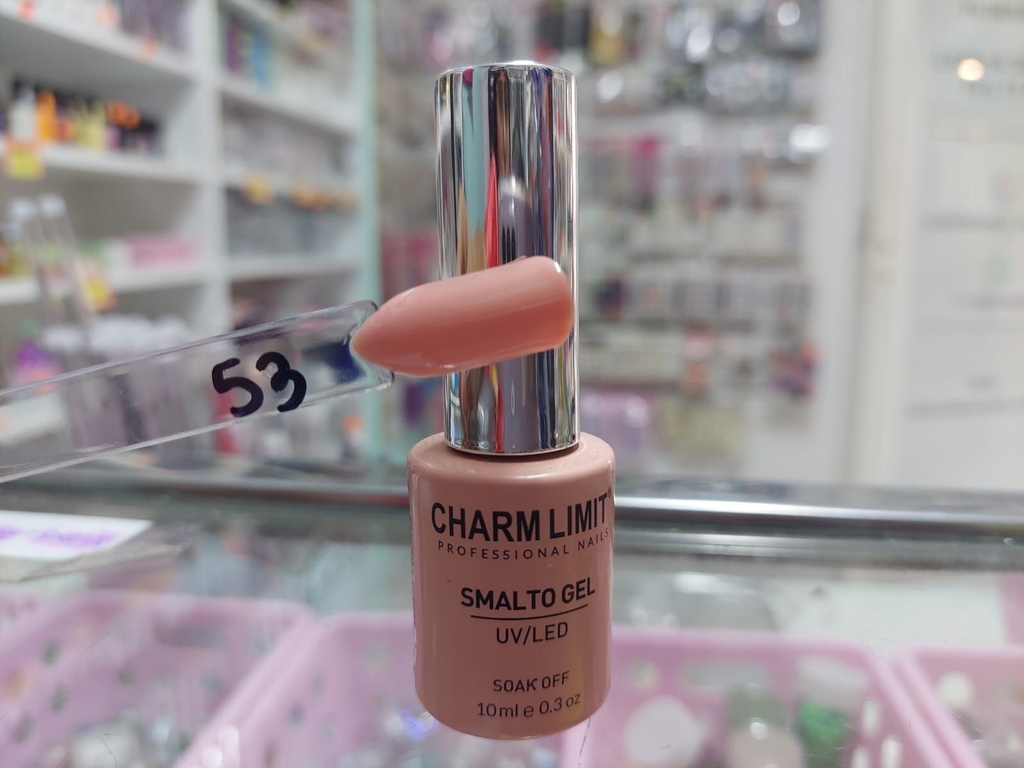 53
CHARM LIMIT®
PROFESSIONAL NAILS
SMALTO GEL
UV/LED
SOAK OFF
10ml e 0.3 oz